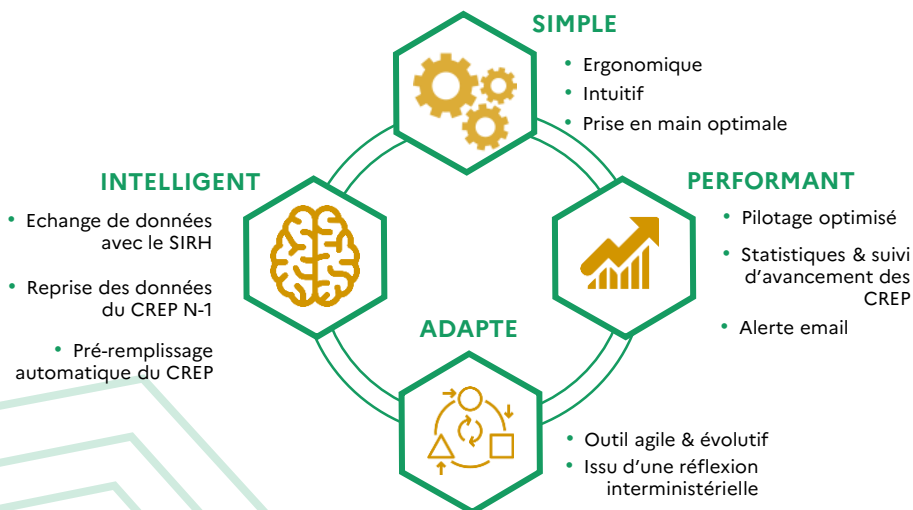 SIMPLE
• Ergonomique
• Intuitif
• Prise en main optimale
INTELLIGENT
• Echange de données
avec le SIRH
• Reprise des données
du CREP N-1
• Pré-remplissage
automatique du CREP
PERFORMANT
• Pilotage optimisé
• Statistiques & suivi
d’avancement des
CREP
• Alerte email
ADAPTE
• Outil agile & évolutif
• Issu d’une réflexion
interministérielle